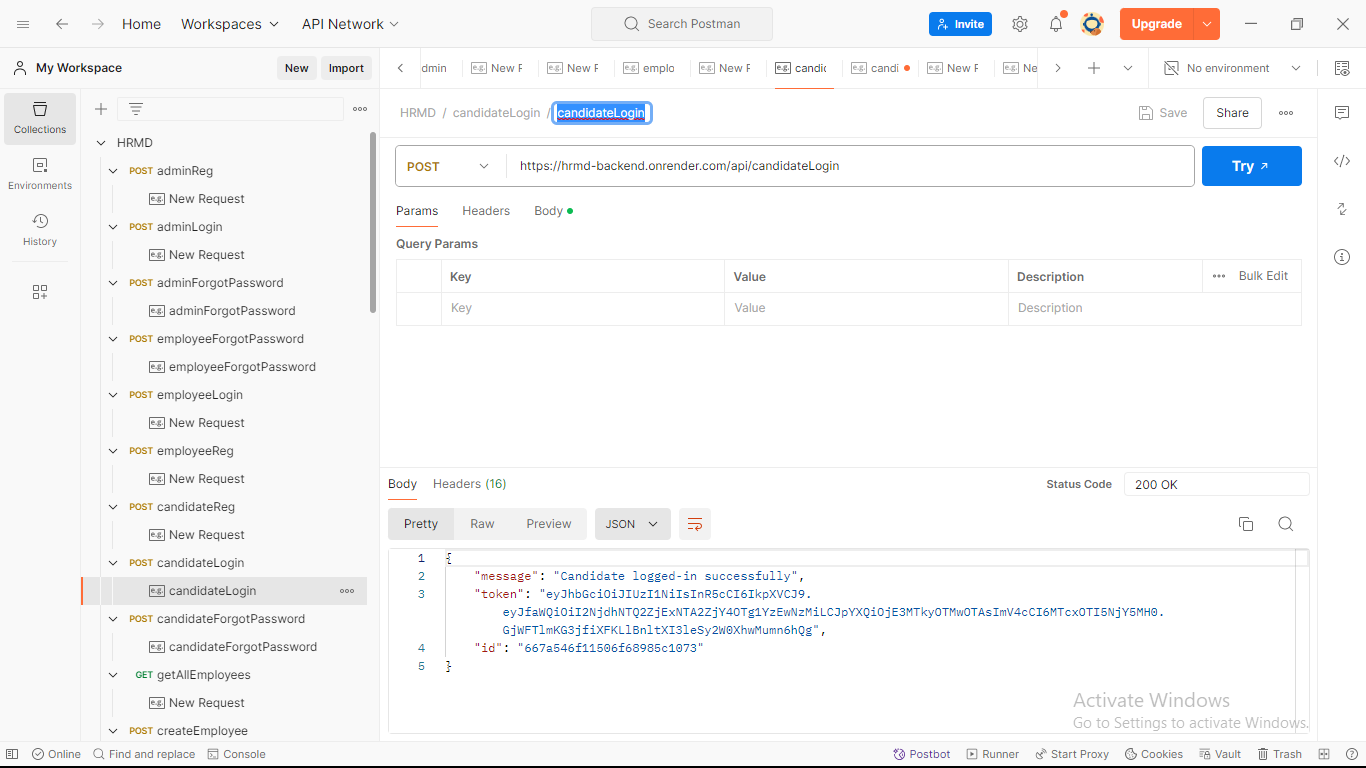 Home Workspaces API Network Search Postman Invite Upgrade
My Workspace New Import
dmin e.g. New F e.g. New F e.g. emplo e.g. New F e.g. candic e.g. candi e.g. New F e.g. Ne No environment
Collections
Environments
History
HRMD
POST adminReg
e.g. New Request
POST adminLogin
e.g. New Request
POST adminForgotPassword
e.g. adminForgotPassword
POST employeeForgotPassword
e.g. employeeForgotPassword
POST employeeLogin
e.g. New Request
POST employeeReg
e.g. New Request
POST candidateReg
e.g. New Request
POST candidateLogin
e.g. candidateLogin
POST candidateForgotPassword
e.g. candidateForgotPassword
GET getAllEmployees
e.g. New Request
POST createEmployee
HRMD / candidateLogin / candidateLogin Save Share
POST https://hrmd-backend.onrender.com/api/candidateLogin Try
Params Headers Body
Query Params
Key Value Description Bulk Edit
Key Value Description
Body Headers (16) Status Code 200 OK
Pretty Raw Preview JSON
1 {
2 "message": "Candidate logged-in successfully",
3 "token": "eyJhbGciOiJIUzI1NiIsInR5cCI6IkpXVCJ9.
eyJfaWQiOiI2NjdhNTQ2ZjExNTA2ZjY4OTg1YzEwNzMiLCJpYXQiOjE3MTkyOTMwOTAsImV4cCI6MTcxOTI5NjY5MH0.
GjWFTlmKG3jfiXFKLlBnltXI3leSy2W0XhwMumn6hQg",
4 "id": "667a546f11506f68985c1073"
5 }
Activate Windows
Go to Settings to activate Windows.
Online Find and replace Console Postbot Runner Start Proxy Cookies Vault Trash